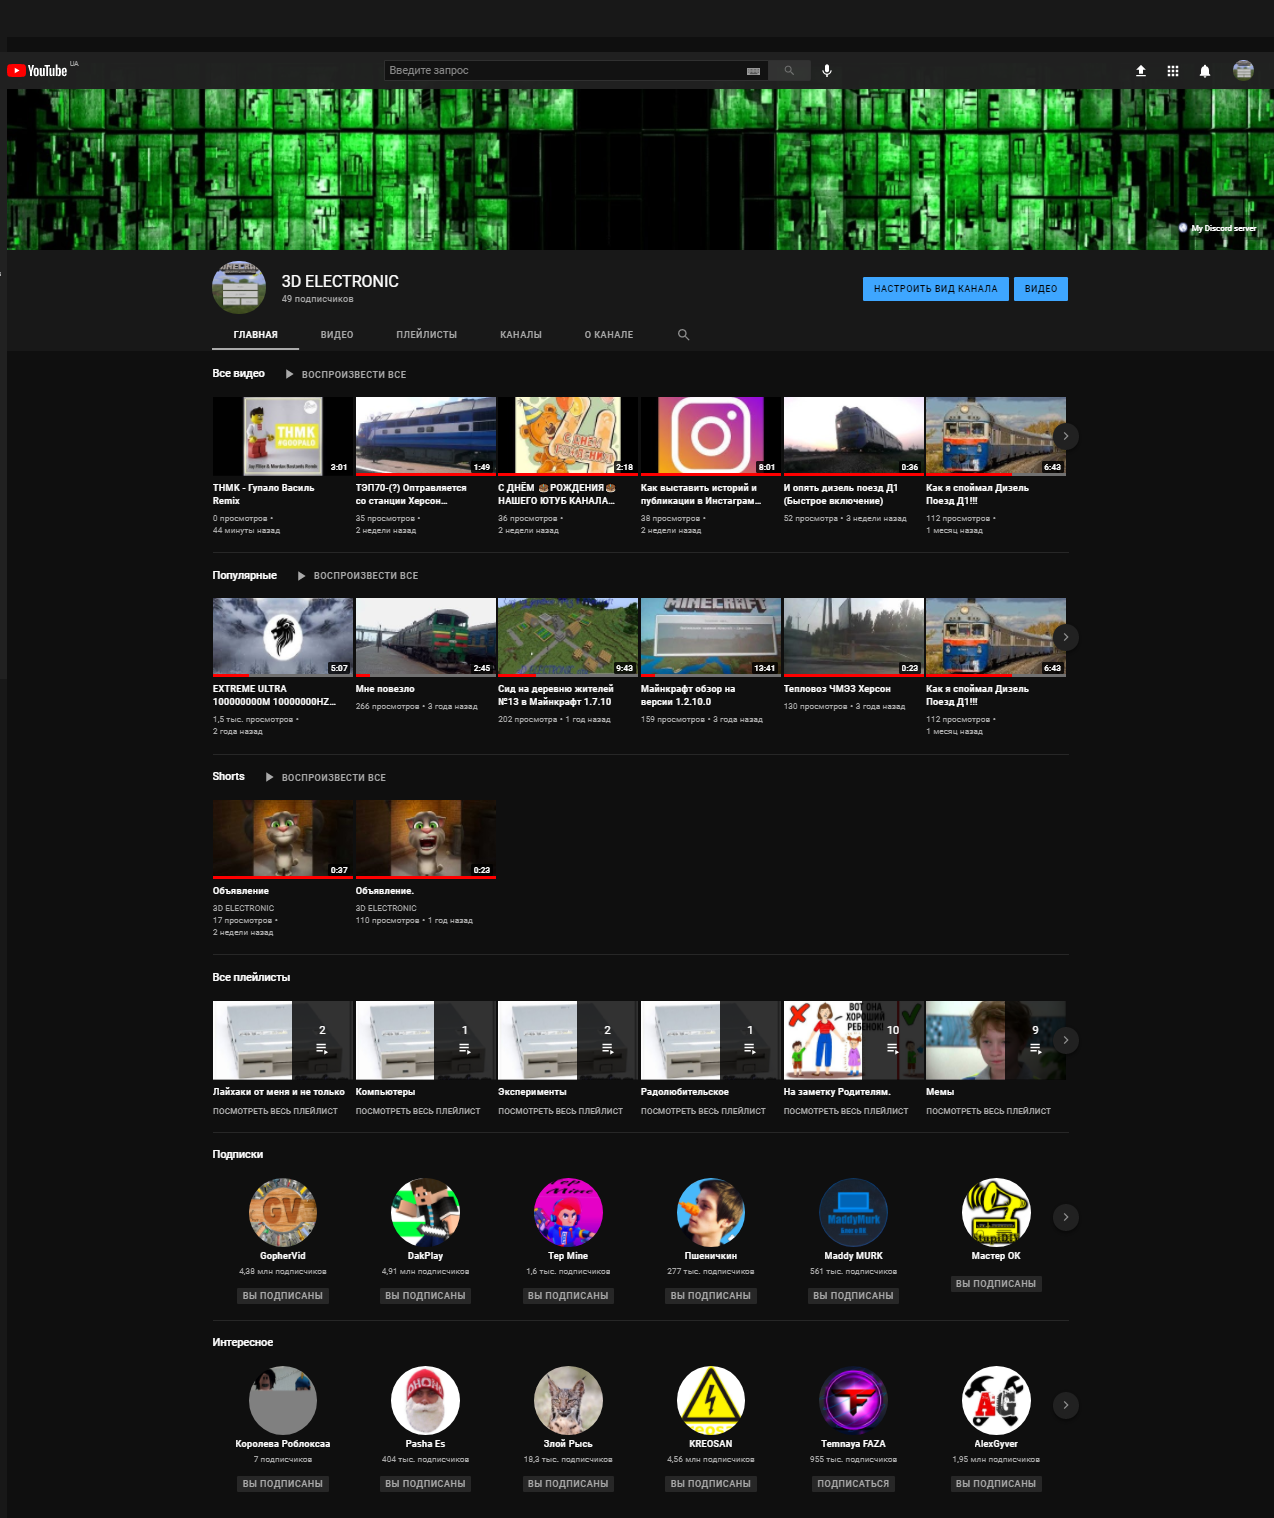 YouTube UA
Введите запрос
My Discord server
3D ELECTRONIC
49 подписчиков
НАСТРОИТЬ ВИД КАНАЛА
ВИДЕО
ГЛАВНАЯ
ВИДЕО
ПЛЕЙЛИСТЫ
КАНАЛЫ
О КАНАЛЕ
Все видео
ВОСПРОИЗВЕСТИ ВСЕ
ТНМК
#GOOPALO
3:01
ТНМК - Гупало Василь
Remix
0 просмотров •
44 минуты назад
1:49
ТЭП70-(?) Оптравляется
со станции Херсон...
35 просмотров •
2 недели назад
2:18
С ДНЁМ 🎂РОЖДЕНИЯ🎂
НАШЕГО ЮТУБ КАНАЛА...
36 просмотров •
2 недели назад
8:01
Как выставить историй и
публикации в Инстаграм...
38 просмотров •
2 недели назад
0:36
И опять дизель поезд Д1
(Быстрое включение)
52 просмотра • 3 недели назад
6:43
Как я споймал Дизель
Поезд Д1!!!
112 просмотров •
1 месяц назад
Популярные
ВОСПРОИЗВЕСТИ ВСЕ
5:07
EXTREME ULTRA
100000000M 10000000HZ...
1,5 тыс. просмотров •
2 года назад
2:45
Мне повезло
266 просмотров • 3 года назад
9:43
Сид на деревню жителей
№13 в Майнкрафт 1.7.10
202 просмотра • 1 год назад
MINECRAFT
13:41
Майнкрафт обзор на
версии 1.2.10.0
159 просмотров • 3 года назад
0:23
Тепловоз ЧМЭ3 Херсон
130 просмотров • 3 года назад
6:43
Как я споймал Дизель
Поезд Д1!!!
112 просмотров •
1 месяц назад
Shorts
ВОСПРОИЗВЕСТИ ВСЕ
0:37
Объявление
3D ELECTRONIC
17 просмотров •
2 недели назад
0:23
Объявление.
3D ELECTRONIC
110 просмотров • 1 год назад
Все плейлисты
2
Лайхаки от меня и не только
ПОСМОТРЕТЬ ВЕСЬ ПЛЕЙЛИСТ
1
Компьютеры
ПОСМОТРЕТЬ ВЕСЬ ПЛЕЙЛИСТ
2
Эксперименты
ПОСМОТРЕТЬ ВЕСЬ ПЛЕЙЛИСТ
1
Радолюбительское
ПОСМОТРЕТЬ ВЕСЬ ПЛЕЙЛИСТ
ВОТ ОНА
ХОРОШИЙ
РЕБЕНОК!
10
На заметку Родителям.
ПОСМОТРЕТЬ ВЕСЬ ПЛЕЙЛИСТ
9
Мемы
ПОСМОТРЕТЬ ВЕСЬ ПЛЕЙЛИСТ
Подписки
GV
GopherVid
4,38 млн подписчиков
ВЫ ПОДПИСАНЫ
DakPlay
4,91 млн подписчиков
ВЫ ПОДПИСАНЫ
Mine
Tep Mine
1,6 тыс. подписчиков
ВЫ ПОДПИСАНЫ
Пшеничкин
277 тыс. подписчиков
ВЫ ПОДПИСАНЫ
MaddyMurk
Maddy MURK
561 тыс. подписчиков
ВЫ ПОДПИСАНЫ
Мастер ОК
ВЫ ПОДПИСАНЫ
Интересное
Королева Роблоксаа
7 подписчиков
ВЫ ПОДПИСАНЫ
Pasha Es
404 тыс. подписчиков
ВЫ ПОДПИСАНЫ
Злой Рысь
18,3 тыс. подписчиков
ВЫ ПОДПИСАНЫ
KREOSAN
4,56 млн подписчиков
ВЫ ПОДПИСАНЫ
TF
Temnaya FAZA
955 тыс. подписчиков
ПОДПИСАТЬСЯ
AG
AlexGyver
1,95 млн подписчиков
ВЫ ПОДПИСАНЫ